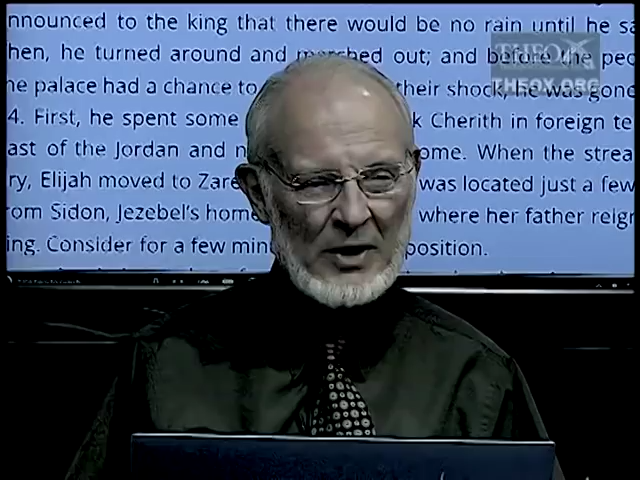 nnounced to the king that there would be no rain until he sa
hen, he turned around and marched out; and before the peo
he palace had a chance to their shock, he was gone
4. First, he spent some k Cherith in foreign te
ast of the Jordan and n ome. When the strea
ry, Elijah moved to Zare was located just a few
rom Sidon, Jezebel's hom where her father reign
ing. Consider for a few minu position.
THEOX
THEOX.ORG